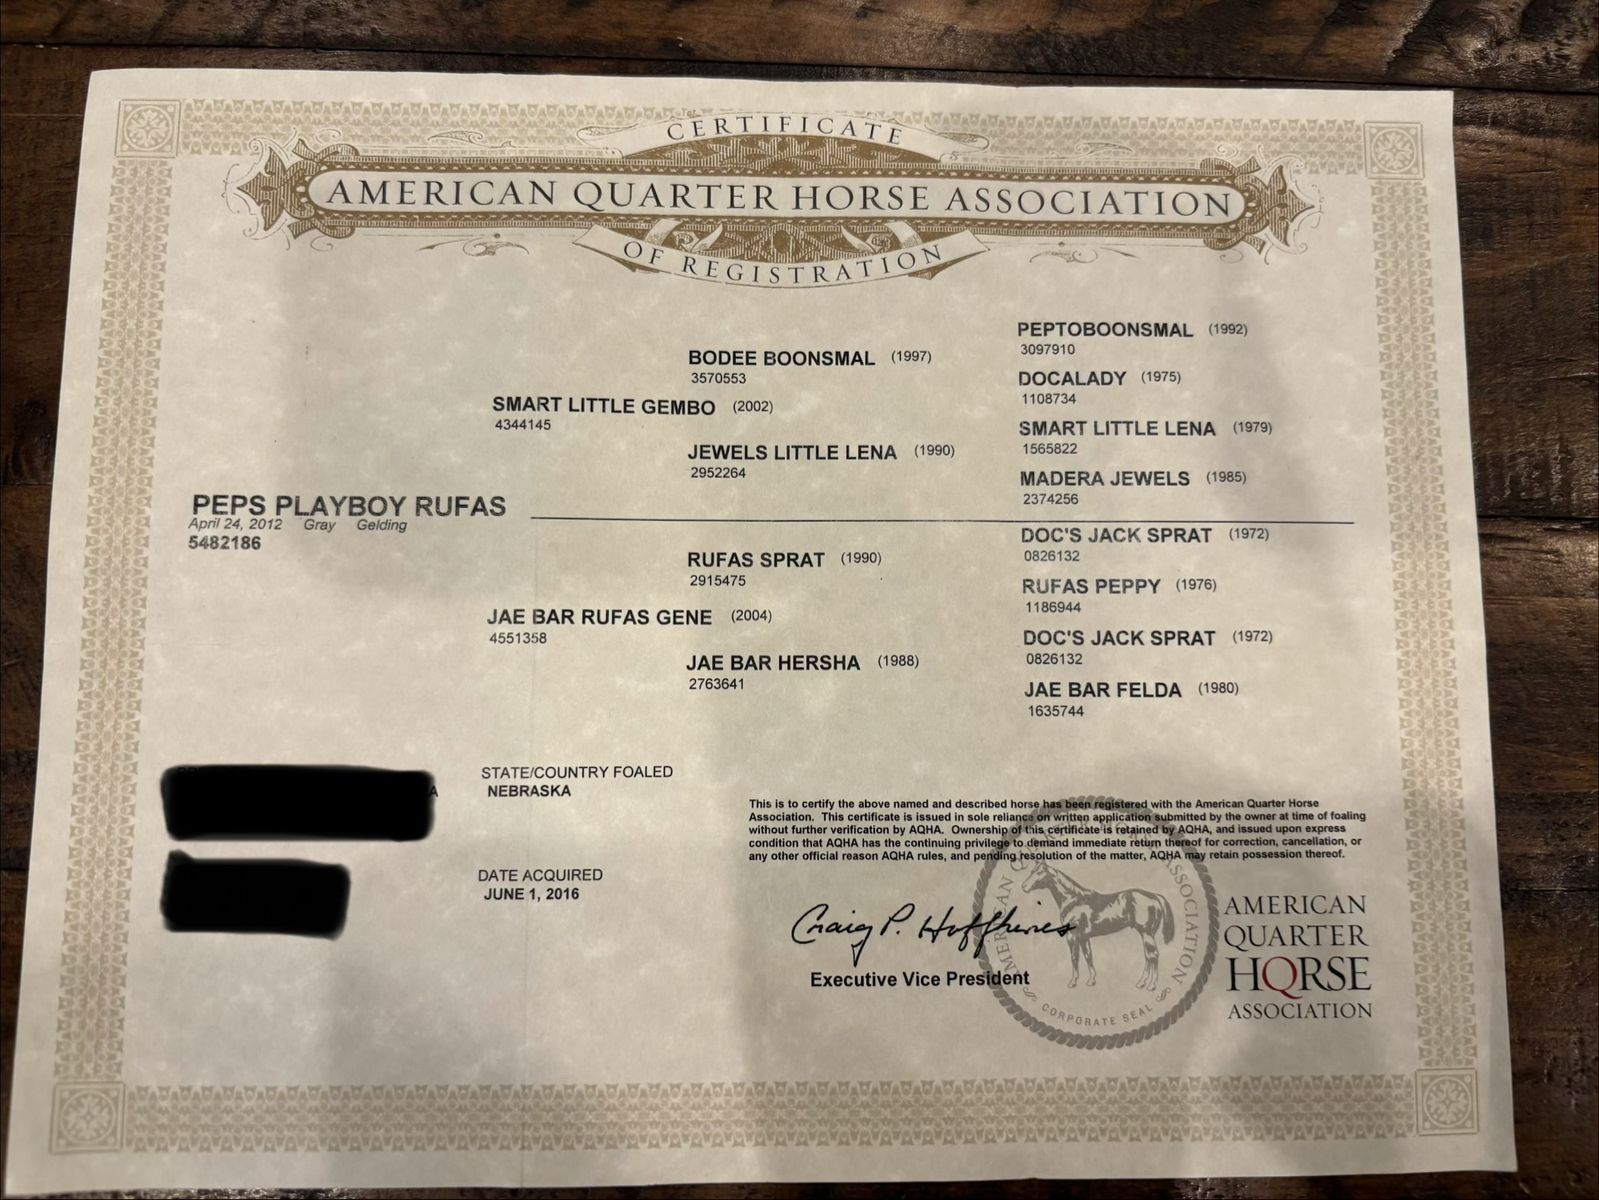 CERTIFICATE
AMERICAN QUARTER HORSE ASSOCIATION
OF REGISTRATION
PEPTOBOONSMAL (1992)
3097910
BODEE BOONSMAL (1997)
3570553
DOCALADY (1975)
1108734
SMART LITTLE GEMBO (2002)
4344145
SMART LITTLE LENA (1979)
1565822
JEWELS LITTLE LENA (1990)
2952264
MADERA JEWELS (1985)
2374256
PEPS PLAYBOY RUFAS
April 24, 2012 Gray Gelding
5482186
DOC'S JACK SPRAT (1972)
0826132
RUFAS SPRAT (1990)
2915475
RUFAS PEPPY (1976)
1186944
JAE BAR RUFAS GENE (2004)
4551358
DOC'S JACK SPRAT (1972)
0826132
JAE BAR HERSHA (1988)
2763641
JAE BAR FELDA (1980)
1635744
STATE/COUNTRY FOALED
NEBRASKA
A
DATE ACQUIRED
JUNE 1, 2016
This is to certify the above named and described horse has been registered with the American Quarter Horse
Association. This certificate is issued in sole reliance on written application submitted by the owner at time of foaling
without further verification by AQHA. Ownership of this certificate is retained by AQHA, and issued upon express
condition that AQHA has the continuing privilege to demand immediate return thereof for correction, cancellation, or
any other official reason AQHA rules, and pending resolution of the matter, AQHA may retain possession thereof.
Craig P. Huffhines
Executive Vice President
AMERICAN QUARTER HORSE ASSOCIATION
CORPORATE SEAL
AMERICAN
QUARTER
HORSE
ASSOCIATION